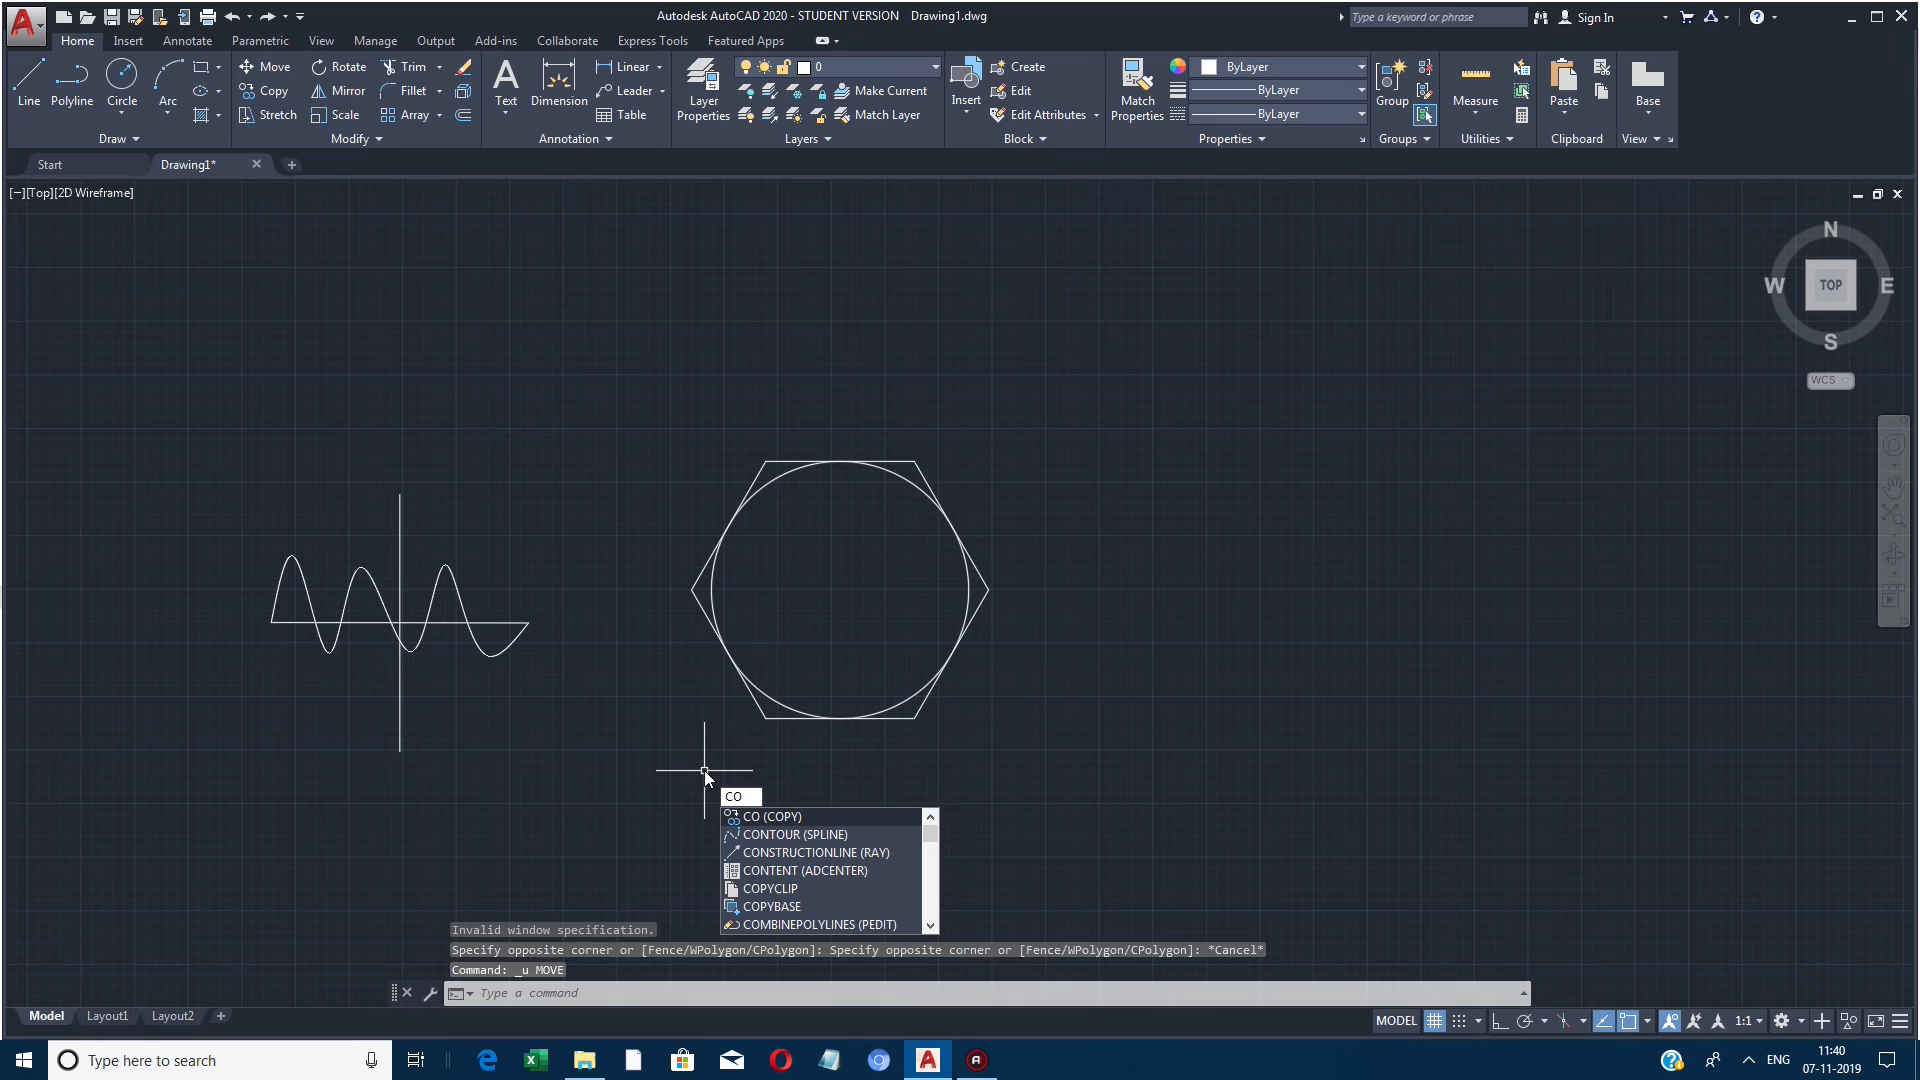 Autodesk AutoCAD 2020 - STUDENT VERSION Drawing1.dwg
Type a keyword or phrase
Sign In
Home Insert Annotate Parametric View Manage Output Add-ins Collaborate Express Tools Featured Apps
Line Polyline Circle Arc
Move Rotate Trim
Copy Mirror Fillet
Stretch Scale Array
Text Dimension
Linear
Leader
Table
Layer Properties
0
Make Current
Match Layer
Insert
Create
Edit
Edit Attributes
Match Properties
ByLayer
ByLayer
ByLayer
Group
Measure
Paste
Base
Draw Modify Annotation Layers Block Properties Groups Utilities Clipboard View
Start Drawing1*
[−][Top][2D Wireframe]
N
W TOP E
S
WCS
CO
CO (COPY)
CONTOUR (SPLINE)
CONSTRUCTIONLINE (RAY)
CONTENT (ADCENTER)
COPYCLIP
COPYBASE
COMBINEPOLYLINES (PEDIT)
Invalid window specification.
Specify opposite corner or [Fence/WPolygon/CPolygon]: Specify opposite corner or [Fence/WPolygon/CPolygon]: *Cancel*
Command: _u MOVE
Type a command
Model Layout1 Layout2
MODEL 1:1
Type here to search
ENG
11:40
07-11-2019